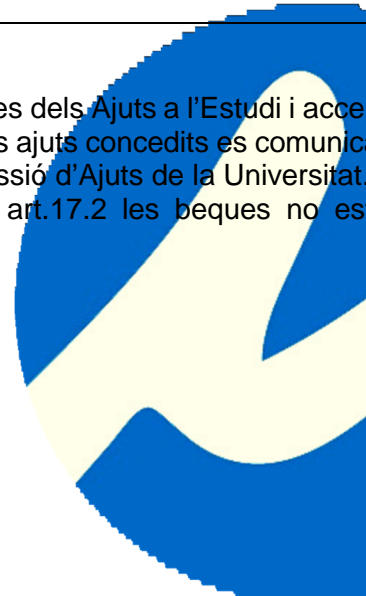 es dels Ajuts a l’Estudi i acce
s ajuts concedits es comunica
ssió d’Ajuts de la Universitat.
art.17.2 les beques no est